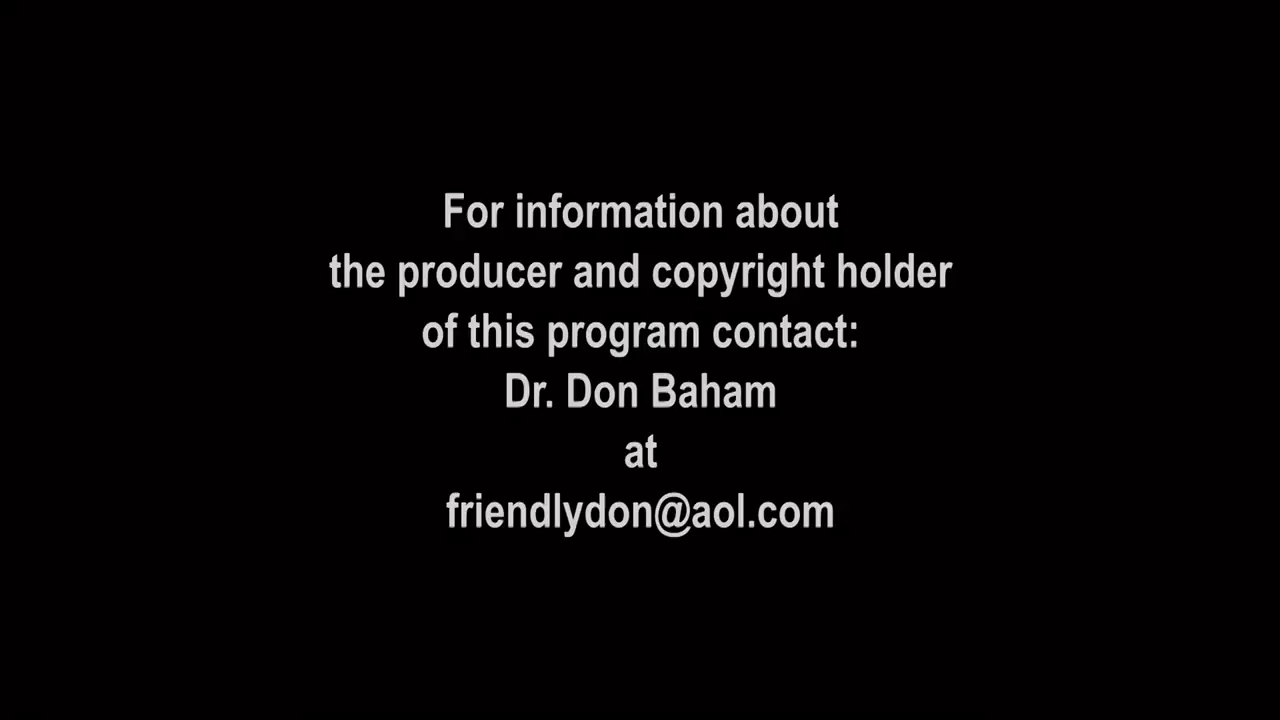 For information about
the producer and copyright holder
of this program contact:
Dr. Don Baham
at
friendlydon@aol.com